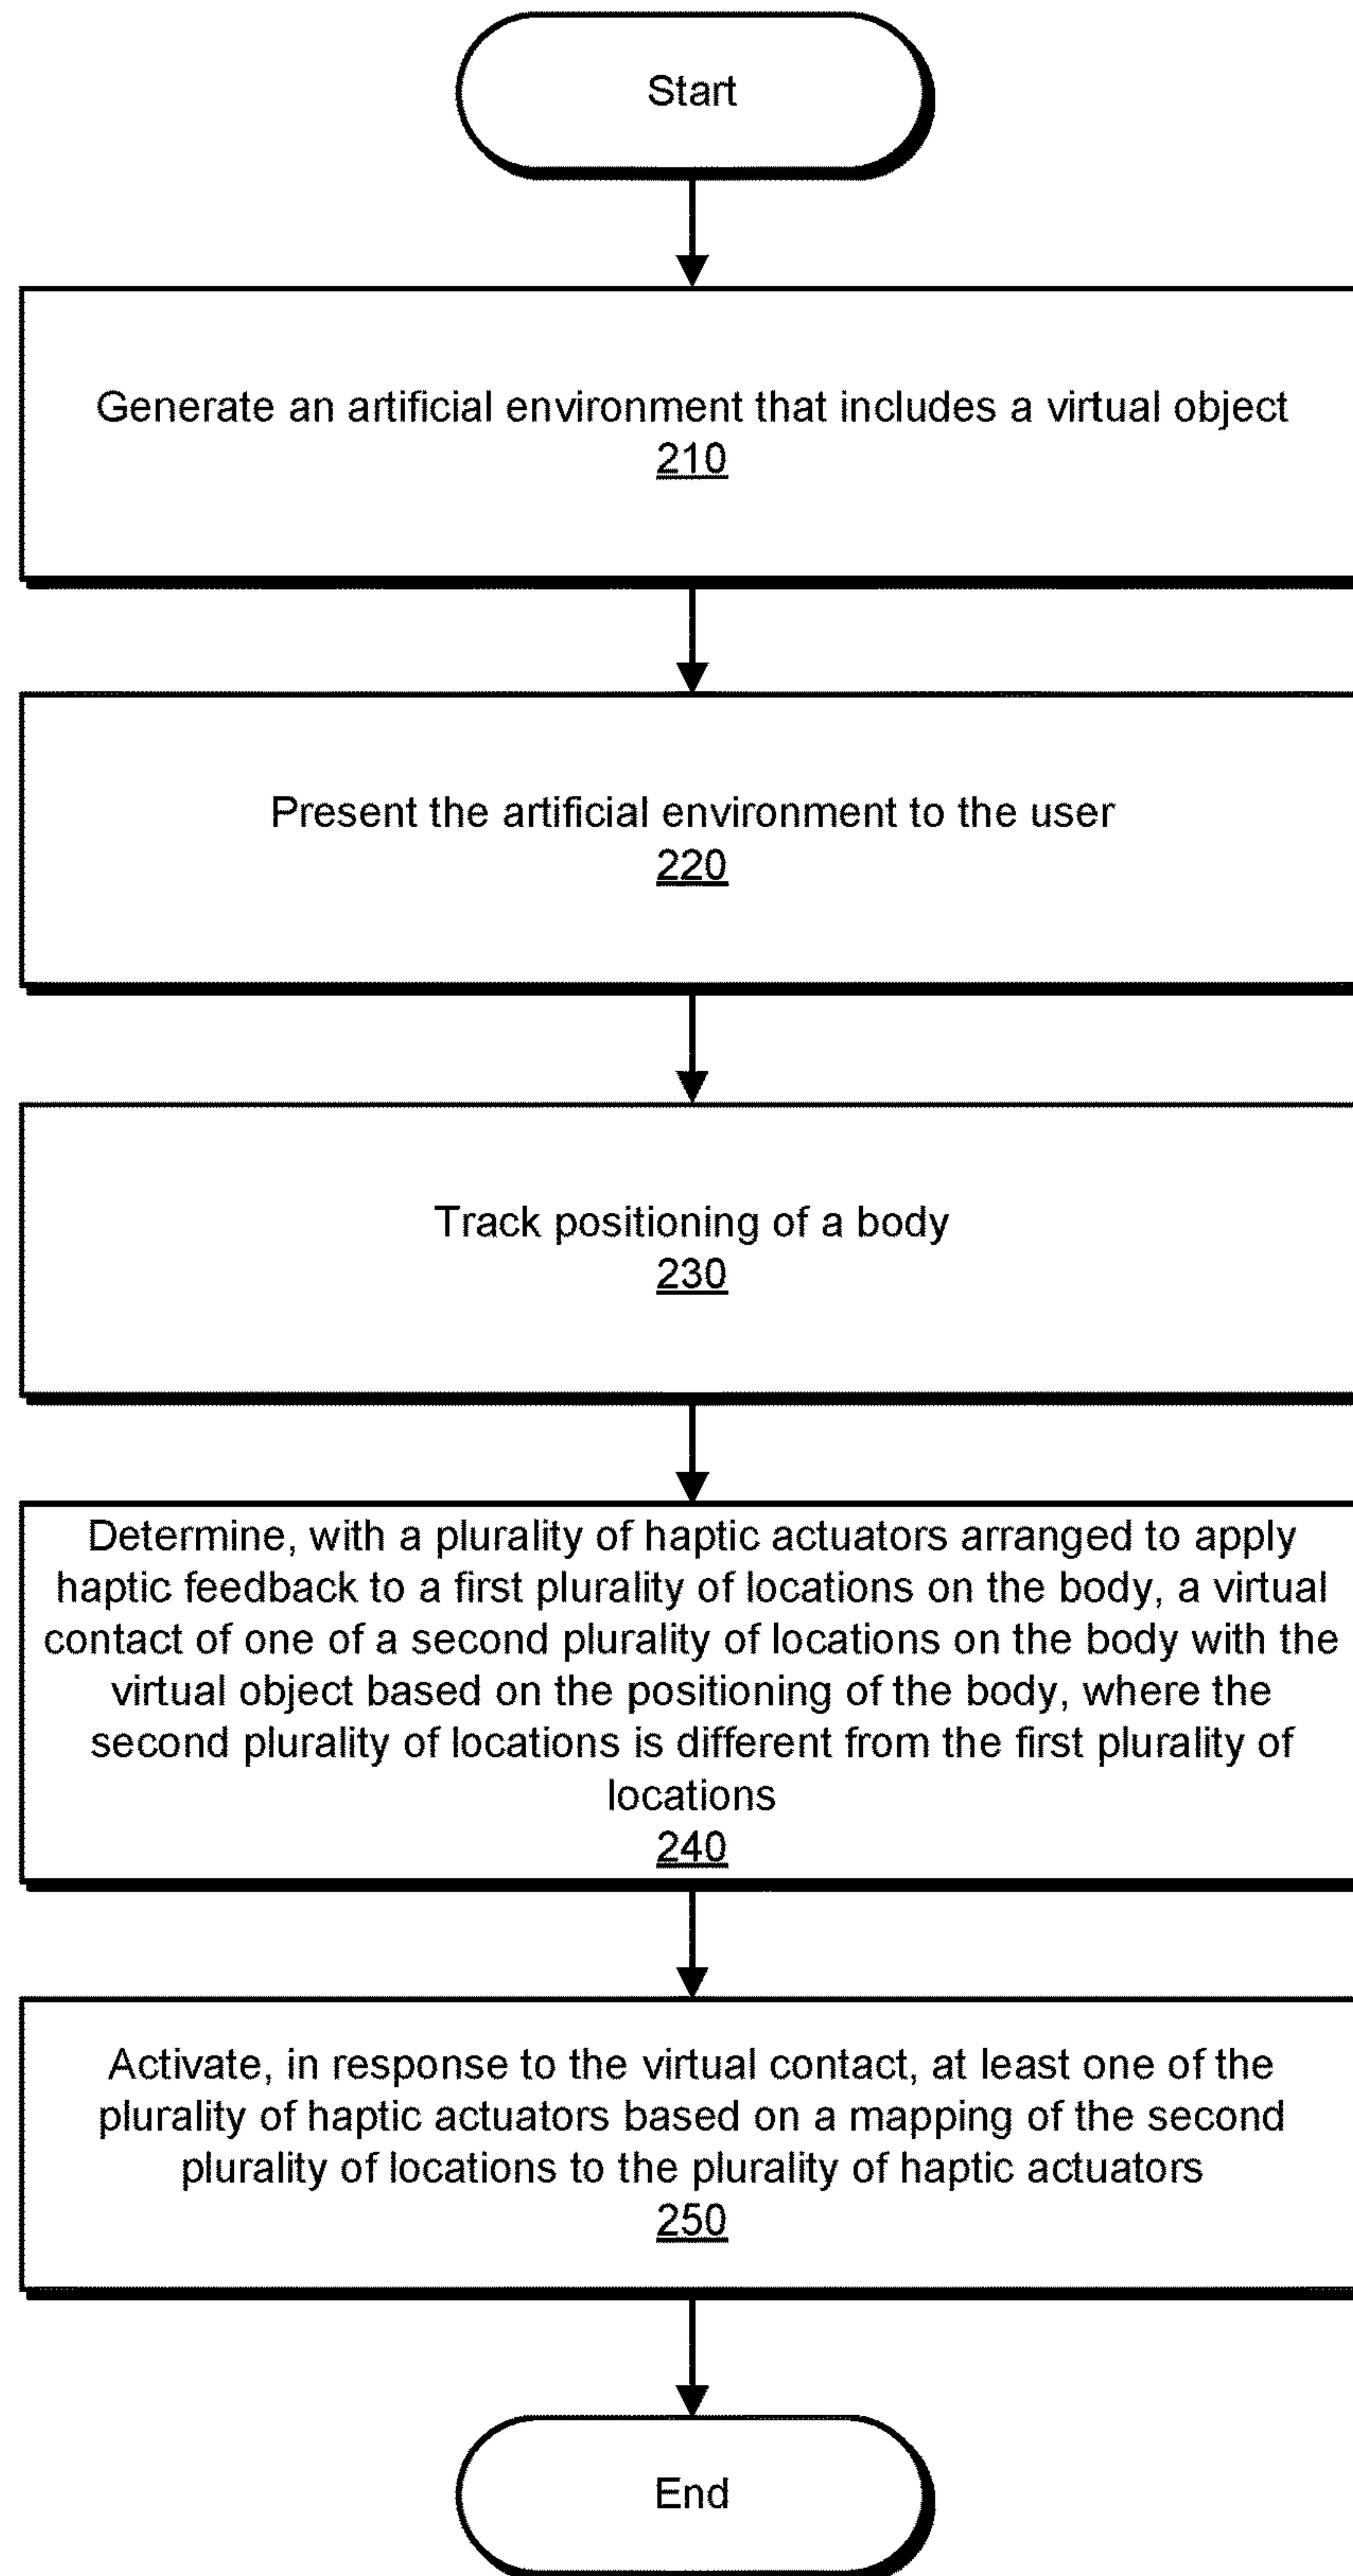 Start
Generate an artificial environment that includes a virtual object
210
Present the artificial environment to the user
220
Track positioning of a body
230
Determine, with a plurality of haptic actuators arranged to apply
haptic feedback to a first plurality of locations on the body, a virtual
contact of one of a second plurality of locations on the body with the
virtual object based on the positioning of the body, where the
second plurality of locations is different from the first plurality of
locations
240
Activate, in response to the virtual contact, at least one of the
plurality of haptic actuators based on a mapping of the second
plurality of locations to the plurality of haptic actuators
250
End